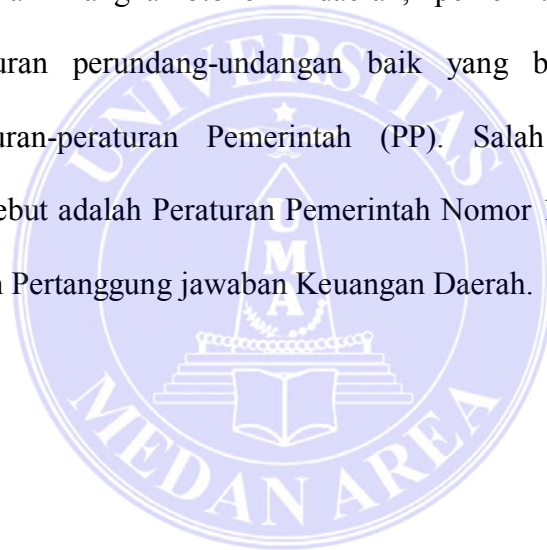 uran perundang-undangan baik yang b
uran-peraturan Pemerintah (PP). Salah
ebut adalah Peraturan Pemerintah Nomor
n Pertanggung jawaban Keuangan Daerah.
UNIVERSITAS
UMA
MEDAN AREA